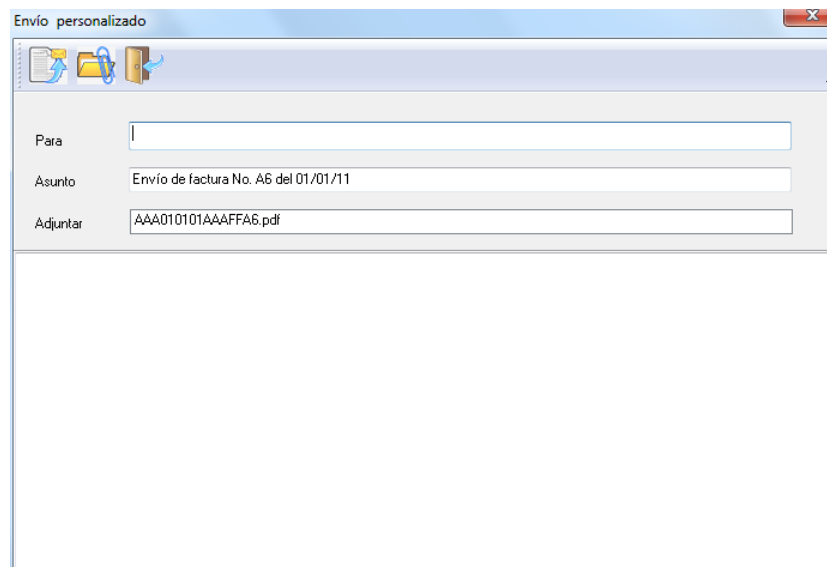 Envío personalizado
Para
Asunto Envío de factura No. A6 del 01/01/11
Adjuntar AAA010101AAAFFA6.pdf